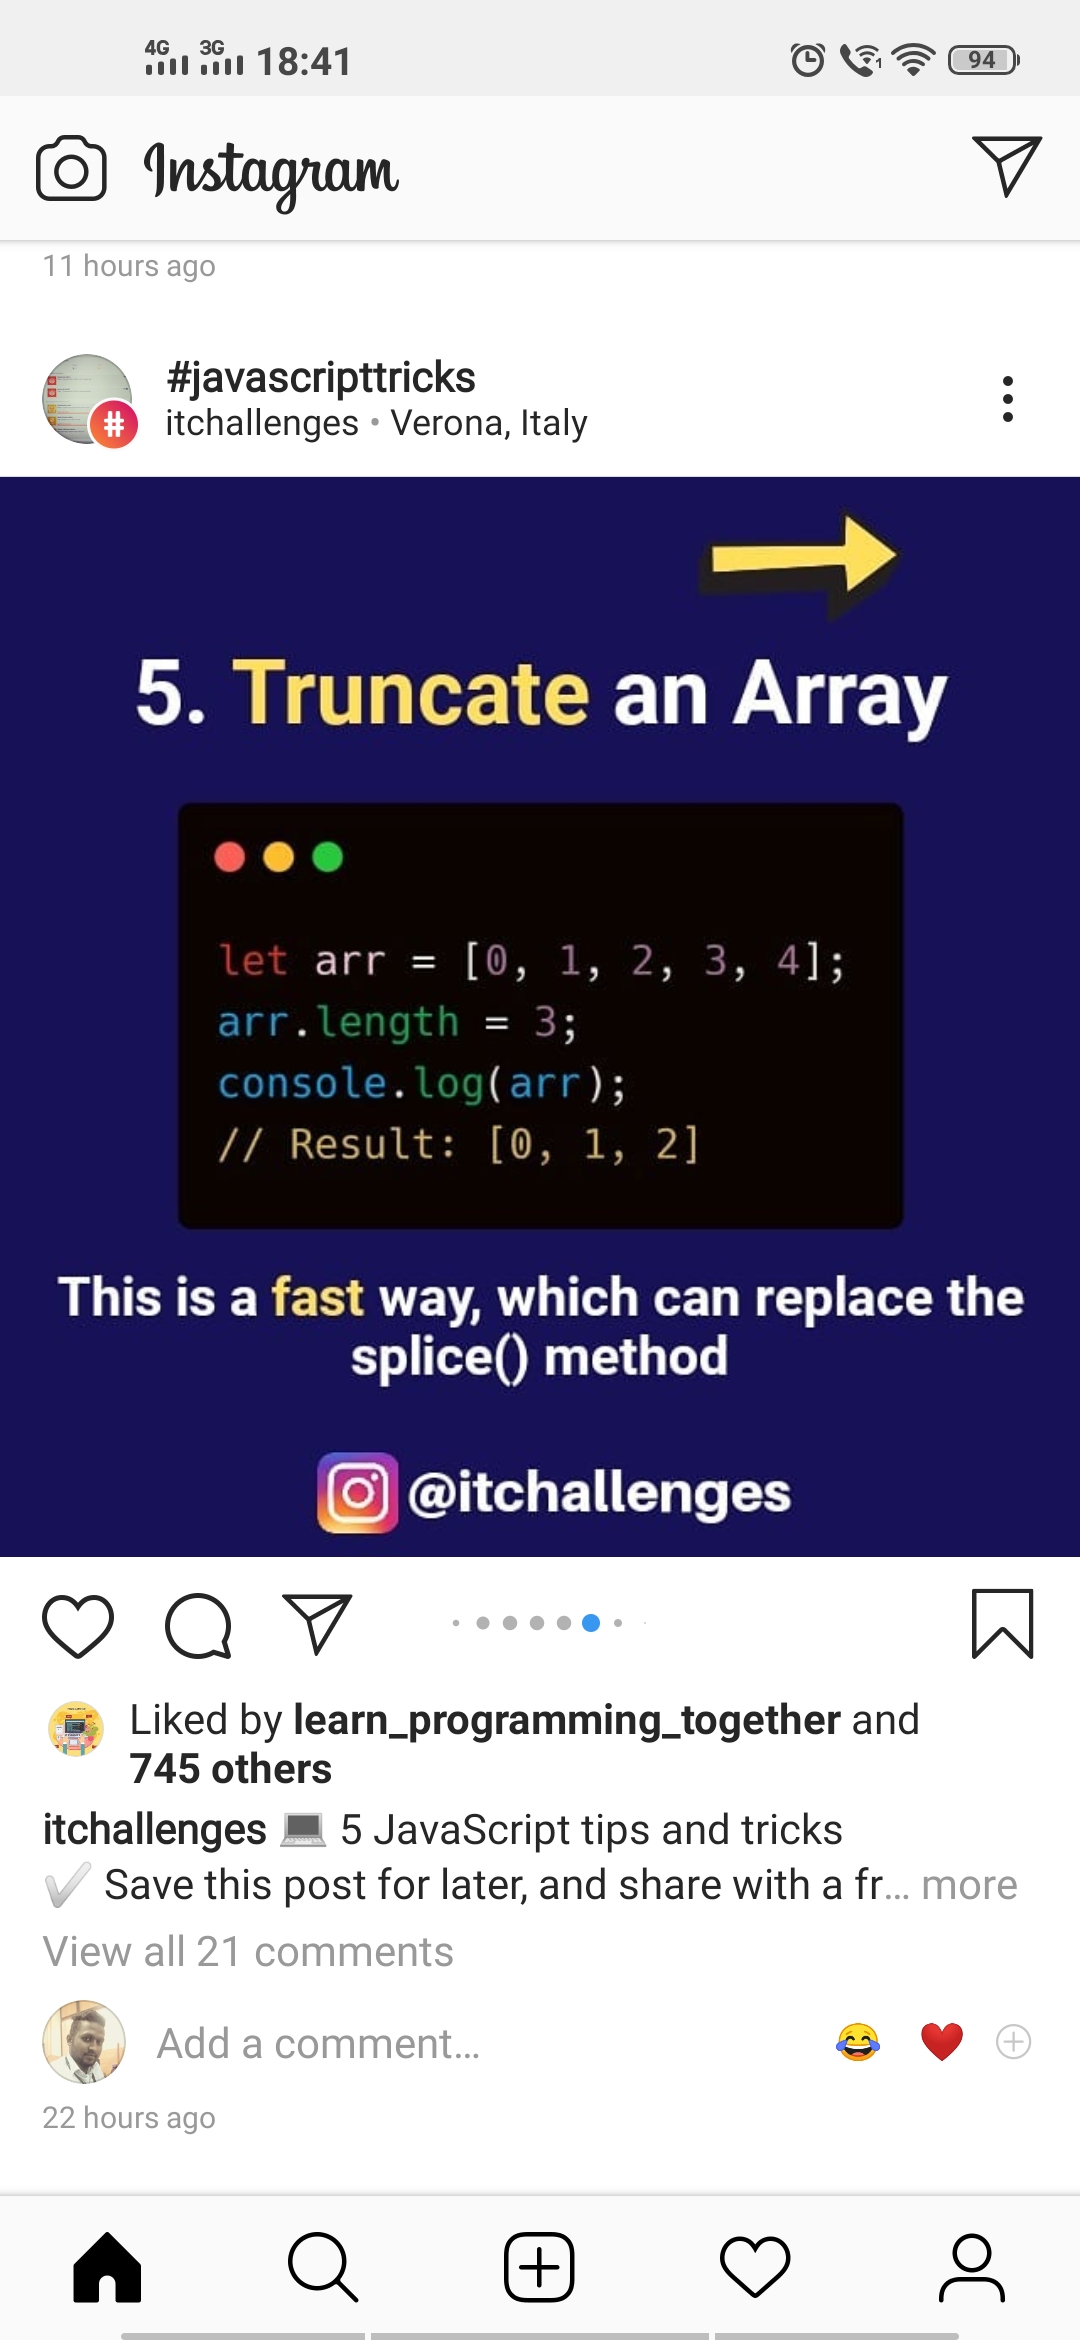 4G 3G 18:41 1 94
Instagram
11 hours ago
#javascripttricks
#
itchallenges • Verona, Italy
5. Truncate an Array
let arr = [0, 1, 2, 3, 4];
arr.length = 3;
console.log(arr);
// Result: [0, 1, 2]
This is a fast way, which can replace the
splice() method
@itchallenges
Liked by learn_programming_together and
745 others
itchallenges 💻 5 JavaScript tips and tricks
✔️ Save this post for later, and share with a fr... more
View all 21 comments
Add a comment...
😂 ❤️
22 hours ago